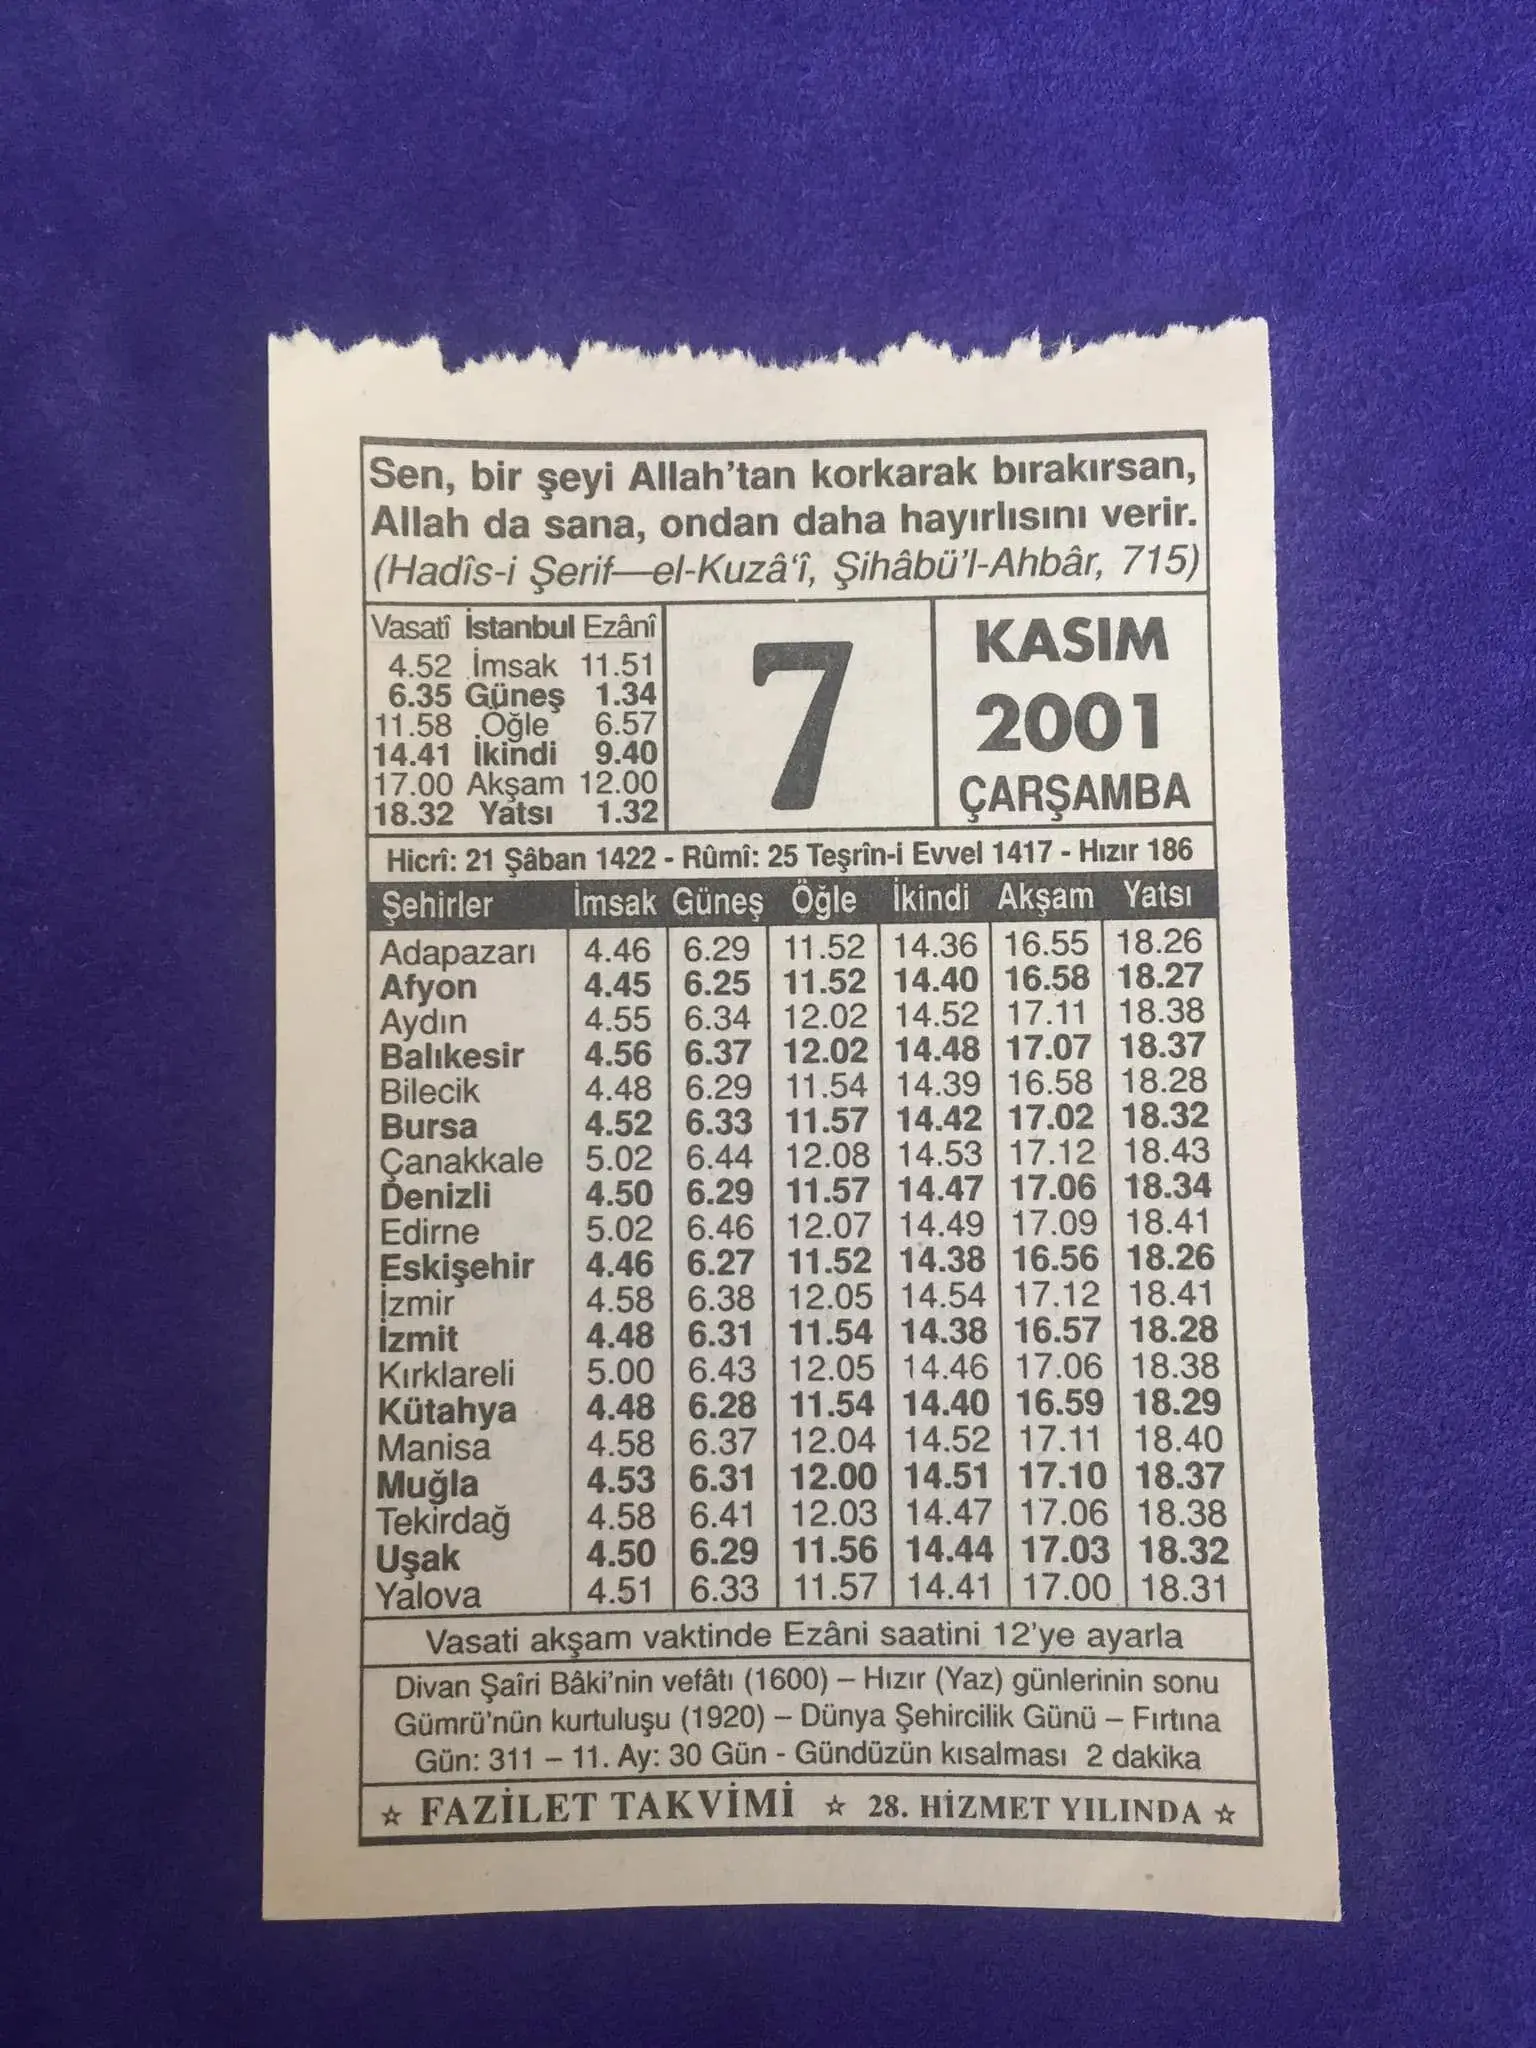 Sen, bir şeyi Allah'tan korkarak bırakırsan,
Allah da sana, ondan daha hayırlısını verir.
(Hadîs-i Şerif—el-Kuzâ'î, Şihâbü'l-Ahbâr, 715)
Vasatî İstanbul Ezânî
4.52 İmsak 11.51
6.35 Güneş 1.34
11.58 Öğle 6.57
14.41 İkindi 9.40
17.00 Akşam 12.00
18.32 Yatsı 1.32
7
KASIM
2001
ÇARŞAMBA
Hicrî: 21 Şâban 1422 - Rûmî: 25 Teşrîn-i Evvel 1417 - Hızır 186
Şehirler İmsak Güneş Öğle İkindi Akşam Yatsı
Adapazarı 4.46 6.29 11.52 14.36 16.55 18.26
Afyon 4.45 6.25 11.52 14.40 16.58 18.27
Aydın 4.55 6.34 12.02 14.52 17.11 18.38
Balıkesir 4.56 6.37 12.02 14.48 17.07 18.37
Bilecik 4.48 6.29 11.54 14.39 16.58 18.28
Bursa 4.52 6.33 11.57 14.42 17.02 18.32
Çanakkale 5.02 6.44 12.08 14.53 17.12 18.43
Denizli 4.50 6.29 11.57 14.47 17.06 18.34
Edirne 5.02 6.46 12.07 14.49 17.09 18.41
Eskişehir 4.46 6.27 11.52 14.38 16.56 18.26
İzmir 4.58 6.38 12.05 14.54 17.12 18.41
İzmit 4.48 6.31 11.54 14.38 16.57 18.28
Kırklareli 5.00 6.43 12.05 14.46 17.06 18.38
Kütahya 4.48 6.28 11.54 14.40 16.59 18.29
Manisa 4.58 6.37 12.04 14.52 17.11 18.40
Muğla 4.53 6.31 12.00 14.51 17.10 18.37
Tekirdağ 4.58 6.41 12.03 14.47 17.06 18.38
Uşak 4.50 6.29 11.56 14.44 17.03 18.32
Yalova 4.51 6.33 11.57 14.41 17.00 18.31
Vasati akşam vaktinde Ezâni saatini 12'ye ayarla
Divan Şaîri Bâki'nin vefâtı (1600) – Hızır (Yaz) günlerinin sonu
Gümrü'nün kurtuluşu (1920) – Dünya Şehircilik Günü – Fırtına
Gün: 311 – 11. Ay: 30 Gün - Gündüzün kısalması 2 dakika
☆ FAZİLET TAKVİMİ ☆ 28. HİZMET YILINDA ☆